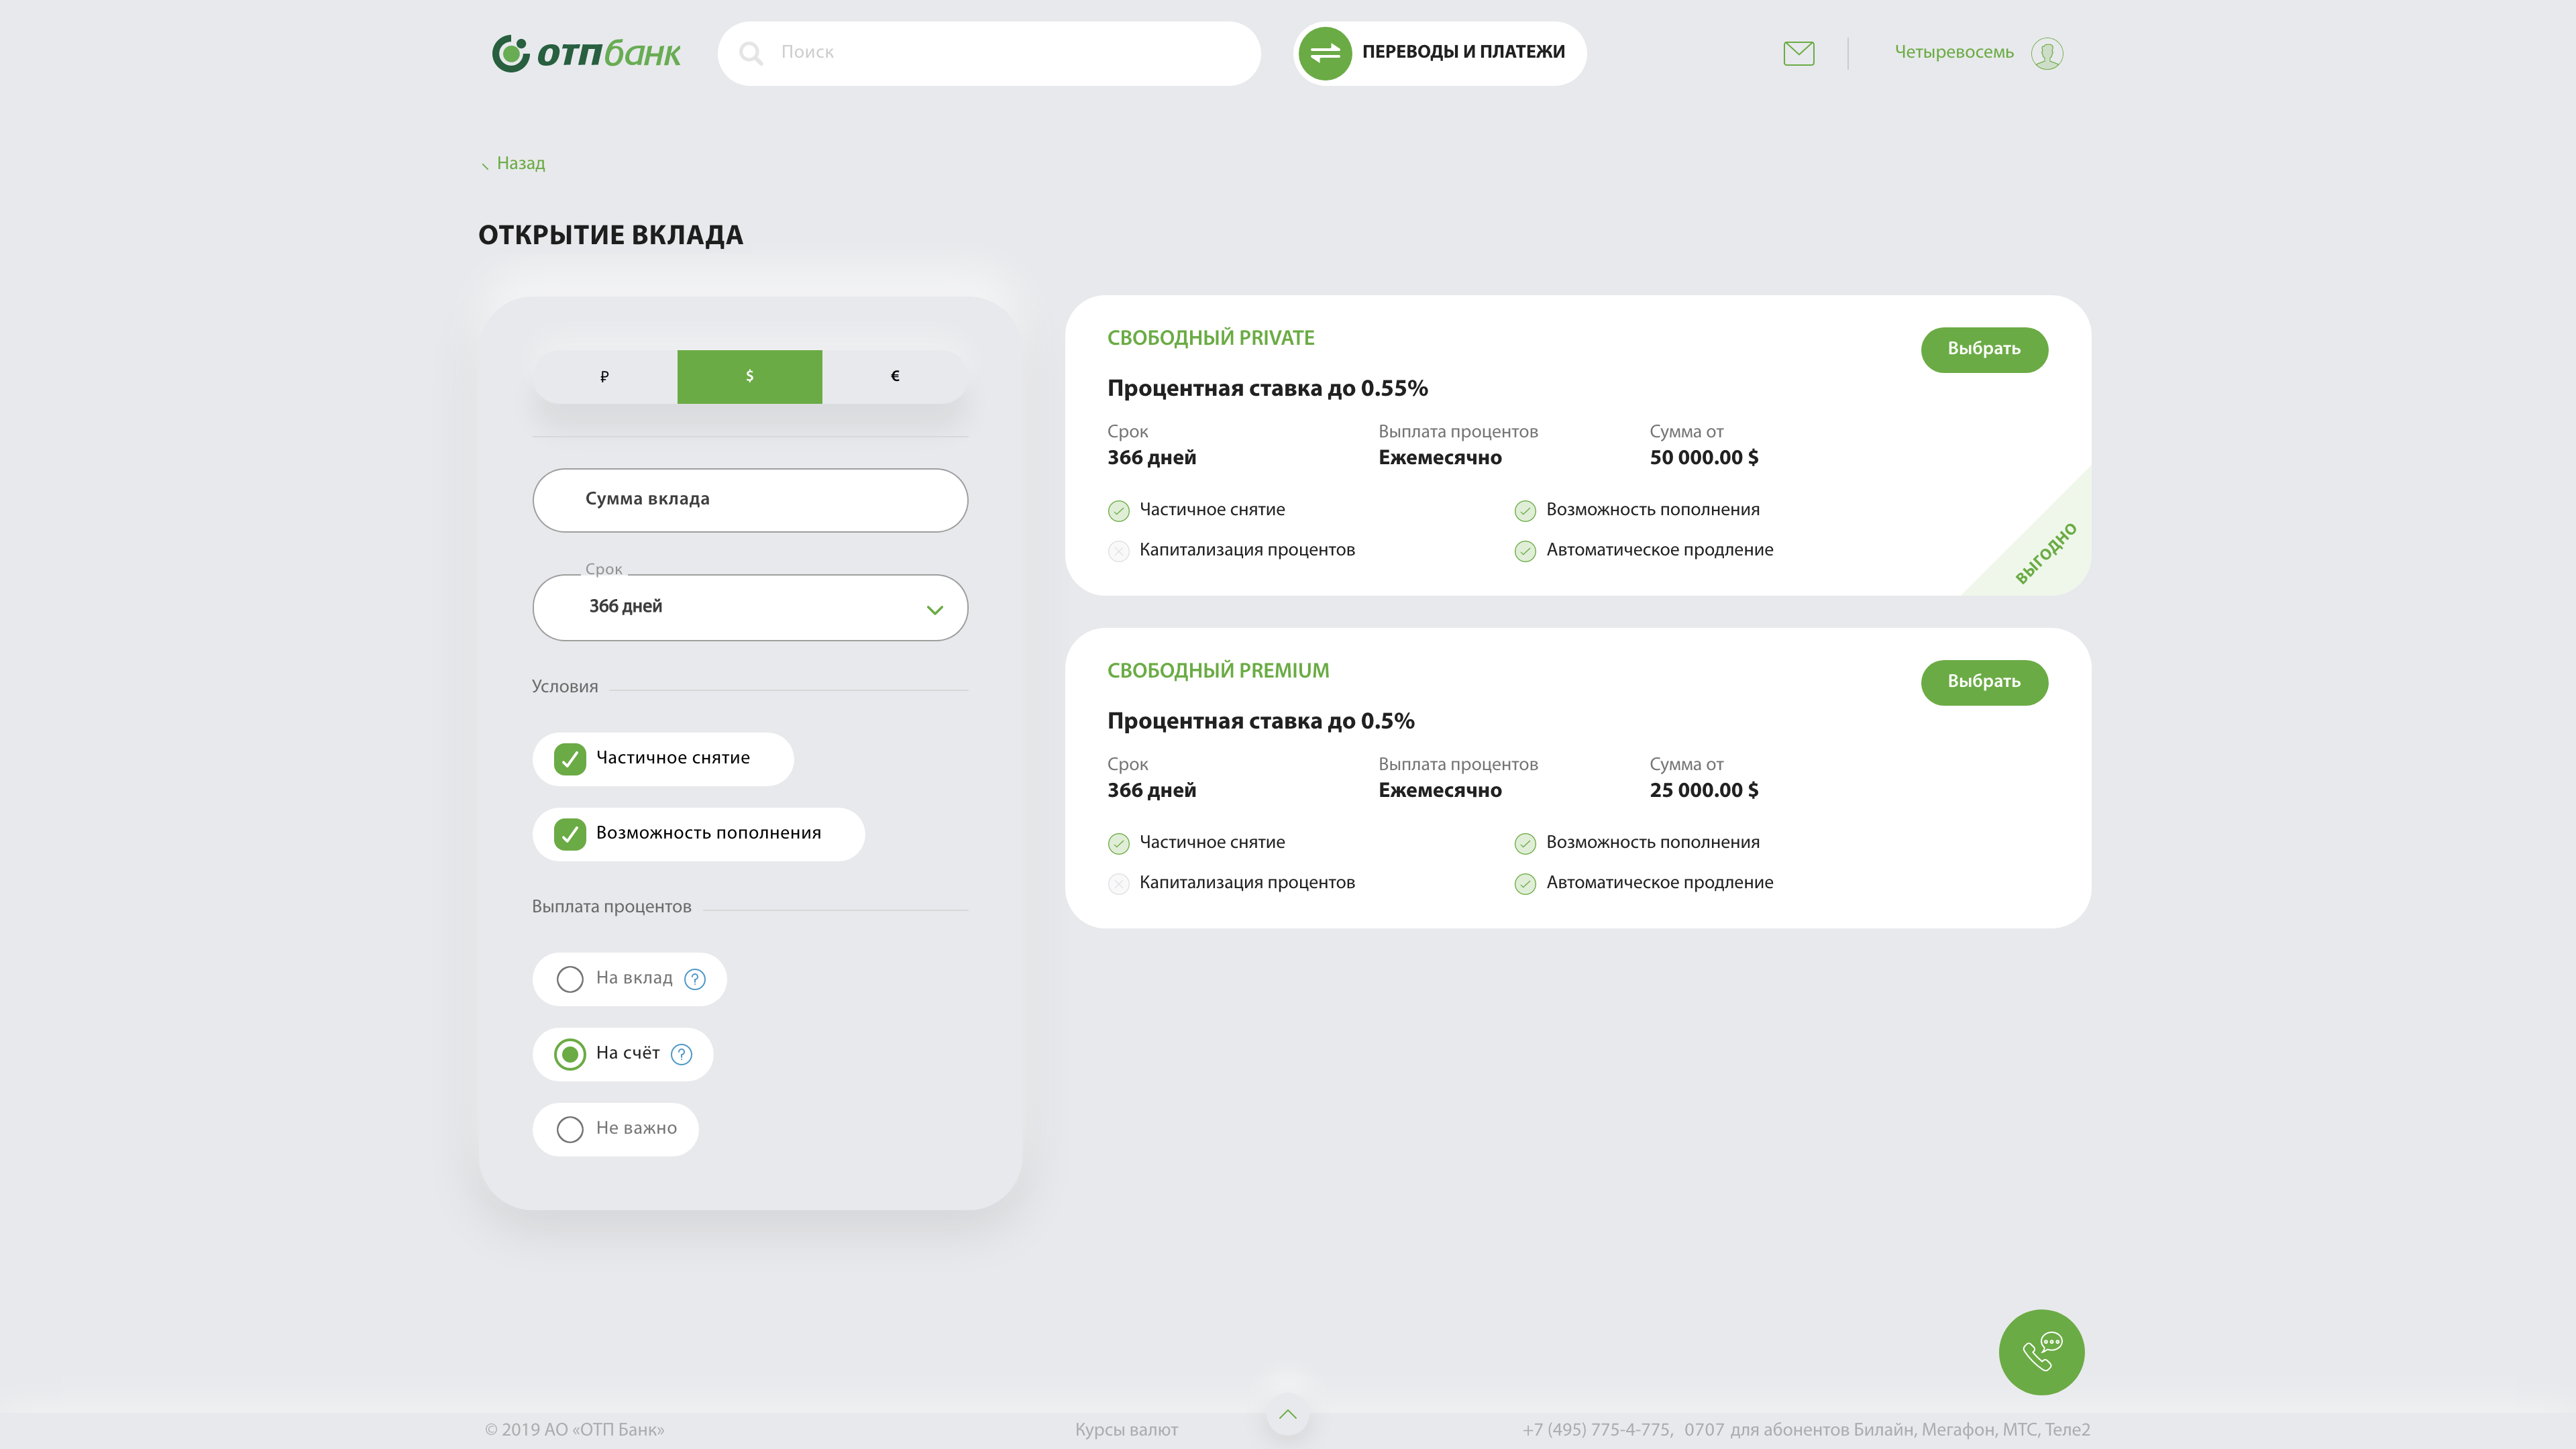 отпбанк
Поиск
ПЕРЕВОДЫ И ПЛАТЕЖИ
Четыревосемь
Назад
ОТКРЫТИЕ ВКЛАДА
₽ $ €
Сумма вклада
Срок
366 дней
Условия
Частичное снятие
Возможность пополнения
Выплата процентов
На вклад ?
На счёт ?
Не важно
СВОБОДНЫЙ PRIVATE
Выбрать
Процентная ставка до 0.55%
Срок Выплата процентов Сумма от
366 дней Ежемесячно 50 000.00 $
Частичное снятие Возможность пополнения
Капитализация процентов Автоматическое продление
ВЫГОДНО
СВОБОДНЫЙ PREMIUM
Выбрать
Процентная ставка до 0.5%
Срок Выплата процентов Сумма от
366 дней Ежемесячно 25 000.00 $
Частичное снятие Возможность пополнения
Капитализация процентов Автоматическое продление
© 2019 АО «ОТП Банк» Курсы валют +7 (495) 775-4-775, 0707 для абонентов Билайн, Мегафон, МТС, Теле2